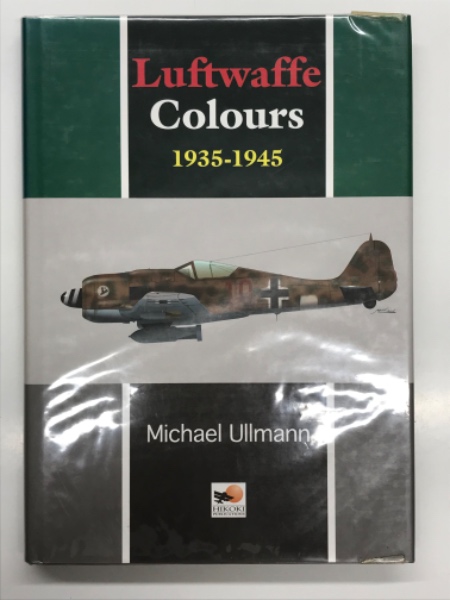 Luftwaffe
Colours
1935-1945
Michael Ullmann
HIKOKI